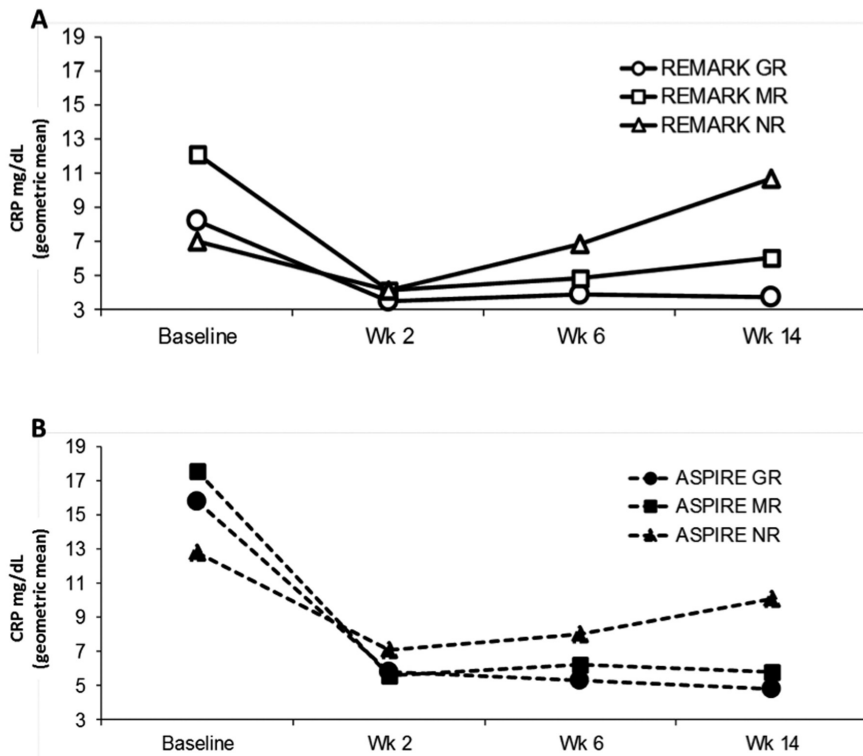 A
19
17
15
13
11
9
7
5
3
CRP mg/dL
(geometric mean)
REMARK GR
REMARK MR
REMARK NR
Baseline Wk 2 Wk 6 Wk 14
B
19
17
15
13
11
9
7
5
3
CRP mg/dL
(geometric mean)
ASPIRE GR
ASPIRE MR
ASPIRE NR
Baseline Wk 2 Wk 6 Wk 14